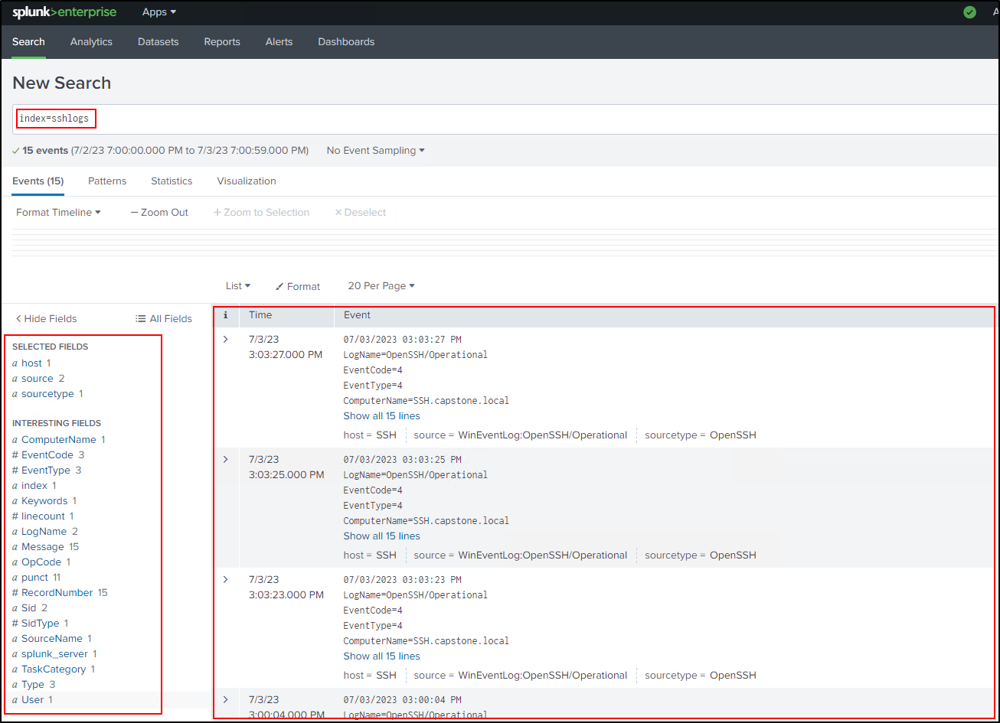 splunk>enterprise Apps ▾
Search Analytics Datasets Reports Alerts Dashboards
New Search
index=sshlogs
✓ 15 events (7/2/23 7:00:00.000 PM to 7/3/23 7:00:59.000 PM) No Event Sampling ▾
Events (15) Patterns Statistics Visualization
Format Timeline ▾ — Zoom Out + Zoom to Selection × Deselect
List ▾ Format 20 Per Page ▾
< Hide Fields All Fields
SELECTED FIELDS
a host 1
a source 2
a sourcetype 1
INTERESTING FIELDS
a ComputerName 1
# EventCode 3
# EventType 3
a index 1
a Keywords 1
# linecount 1
a LogName 2
a Message 15
a OpCode 1
a punct 11
# RecordNumber 15
a Sid 2
# SidType 1
a SourceName 1
a splunk_server 1
a TaskCategory 1
a Type 3
a User 1
i Time Event
> 7/3/23 07/03/2023 03:03:27 PM
3:03:27.000 PM LogName=OpenSSH/Operational
EventCode=4
EventType=4
ComputerName=SSH.capstone.local
Show all 15 lines
host = SSH source = WinEventLog:OpenSSH/Operational sourcetype = OpenSSH
> 7/3/23 07/03/2023 03:03:25 PM
3:03:25.000 PM LogName=OpenSSH/Operational
EventCode=4
EventType=4
ComputerName=SSH.capstone.local
Show all 15 lines
host = SSH source = WinEventLog:OpenSSH/Operational sourcetype = OpenSSH
> 7/3/23 07/03/2023 03:03:23 PM
3:03:23.000 PM LogName=OpenSSH/Operational
EventCode=4
EventType=4
ComputerName=SSH.capstone.local
Show all 15 lines
host = SSH source = WinEventLog:OpenSSH/Operational sourcetype = OpenSSH
> 7/3/23 07/03/2023 03:00:04 PM
3:00:04.000 PM LogName=OpenSSH/Operational